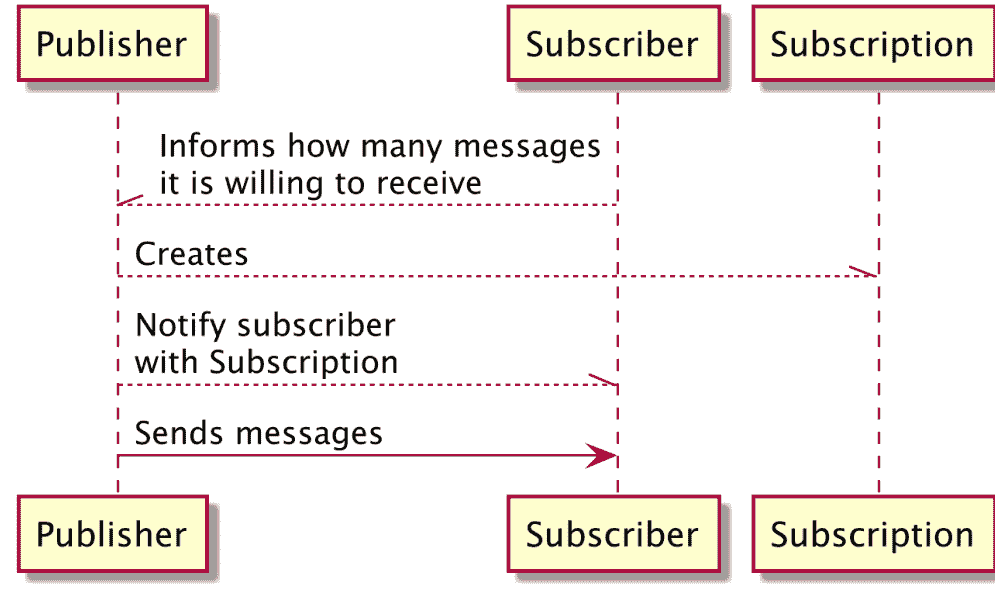 Publisher
Subscriber
Subscription
Informs how many messages
it is willing to receive
Creates
Notify subscriber
with Subscription
Sends messages
Publisher
Subscriber
Subscription